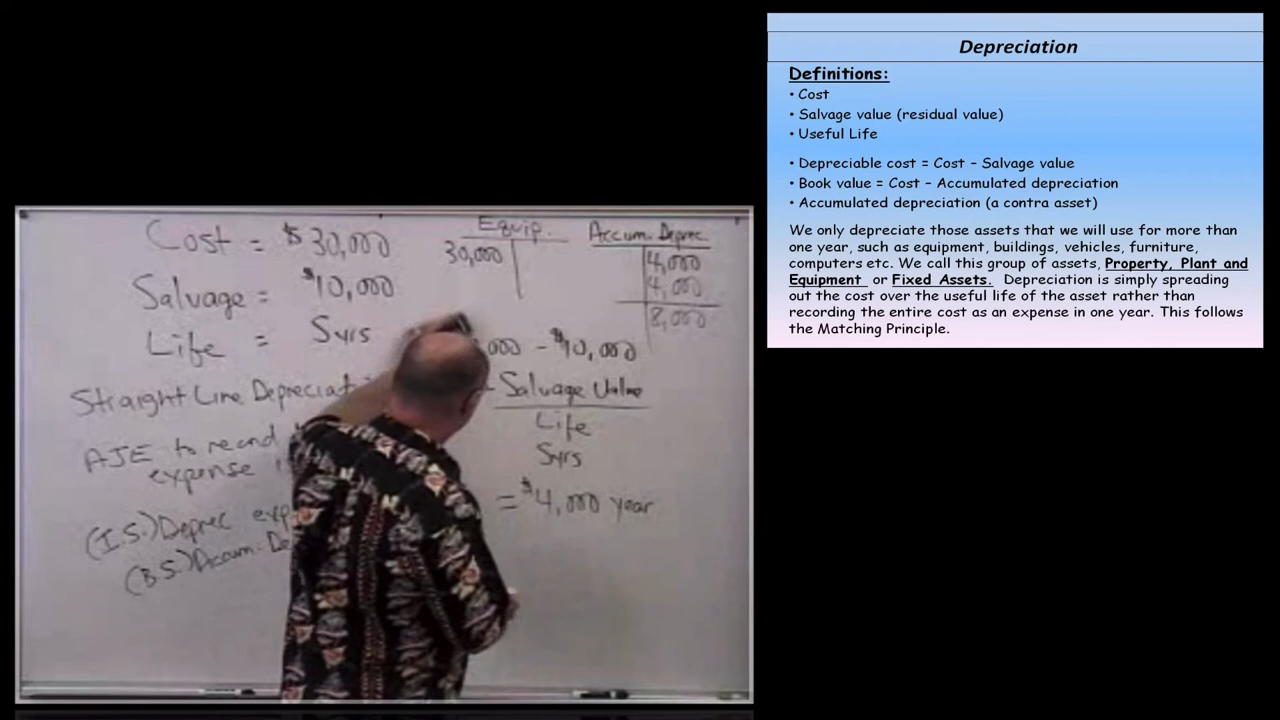 Depreciation
Definitions:
• Cost
• Salvage value (residual value)
• Useful Life
• Depreciable cost = Cost – Salvage value
• Book value = Cost – Accumulated depreciation
• Accumulated depreciation (a contra asset)
We only depreciate those assets that we will use for more than
one year, such as equipment, buildings, vehicles, furniture,
computers etc. We call this group of assets, Property, Plant and
Equipment or Fixed Assets. Depreciation is simply spreading
out the cost over the useful life of the asset rather than
recording the entire cost as an expense in one year. This follows
the Matching Principle.
Cost = $30,000
Salvage = $10,000
Life = 5yrs
Straight Line Depreciati
AJE to record
expense
(I.S.) Deprec exp
(B.S.) Accum. De
Equip.
30,000
Accum. Deprec.
4,000
4,000
8,000
,000 - $10,000
- Salvage Value
Life
5yrs
= $4,000 year